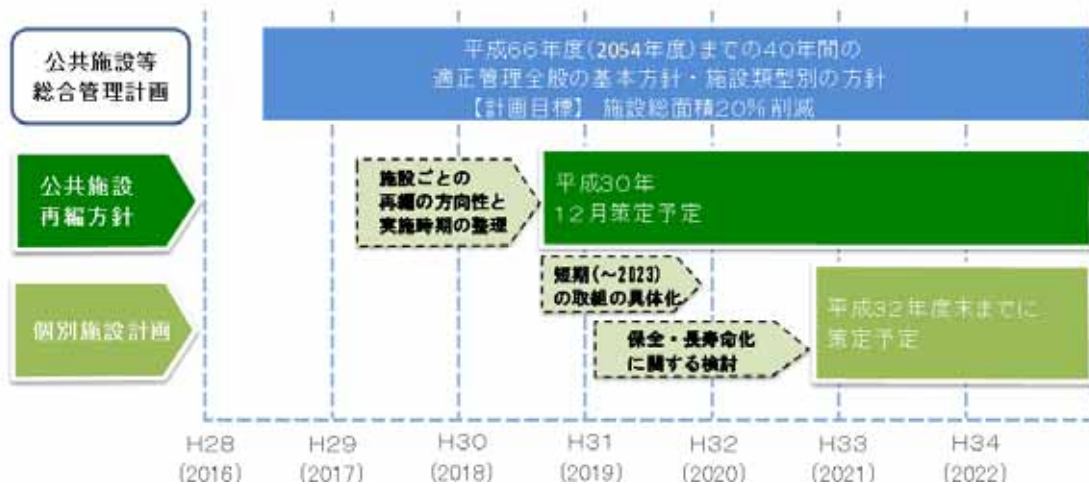 公共施設等
総合管理計画
平成66年度(2054年度)までの40年間の
適正管理全般の基本方針・施設類型別の方針
【計画目標】 施設総面積20%削減
公共施設
再編方針
施設ごとの
再編の方向性と
実施時期の整理
平成30年
12月策定予定
短期(～2023)
の取組の具体化
個別施設計画
保全・長寿命化
に関する検討
平成32年度末までに
策定予定
H28
(2016)
H29
(2017)
H30
(2018)
H31
(2019)
H32
(2020)
H33
(2021)
H34
(2022)